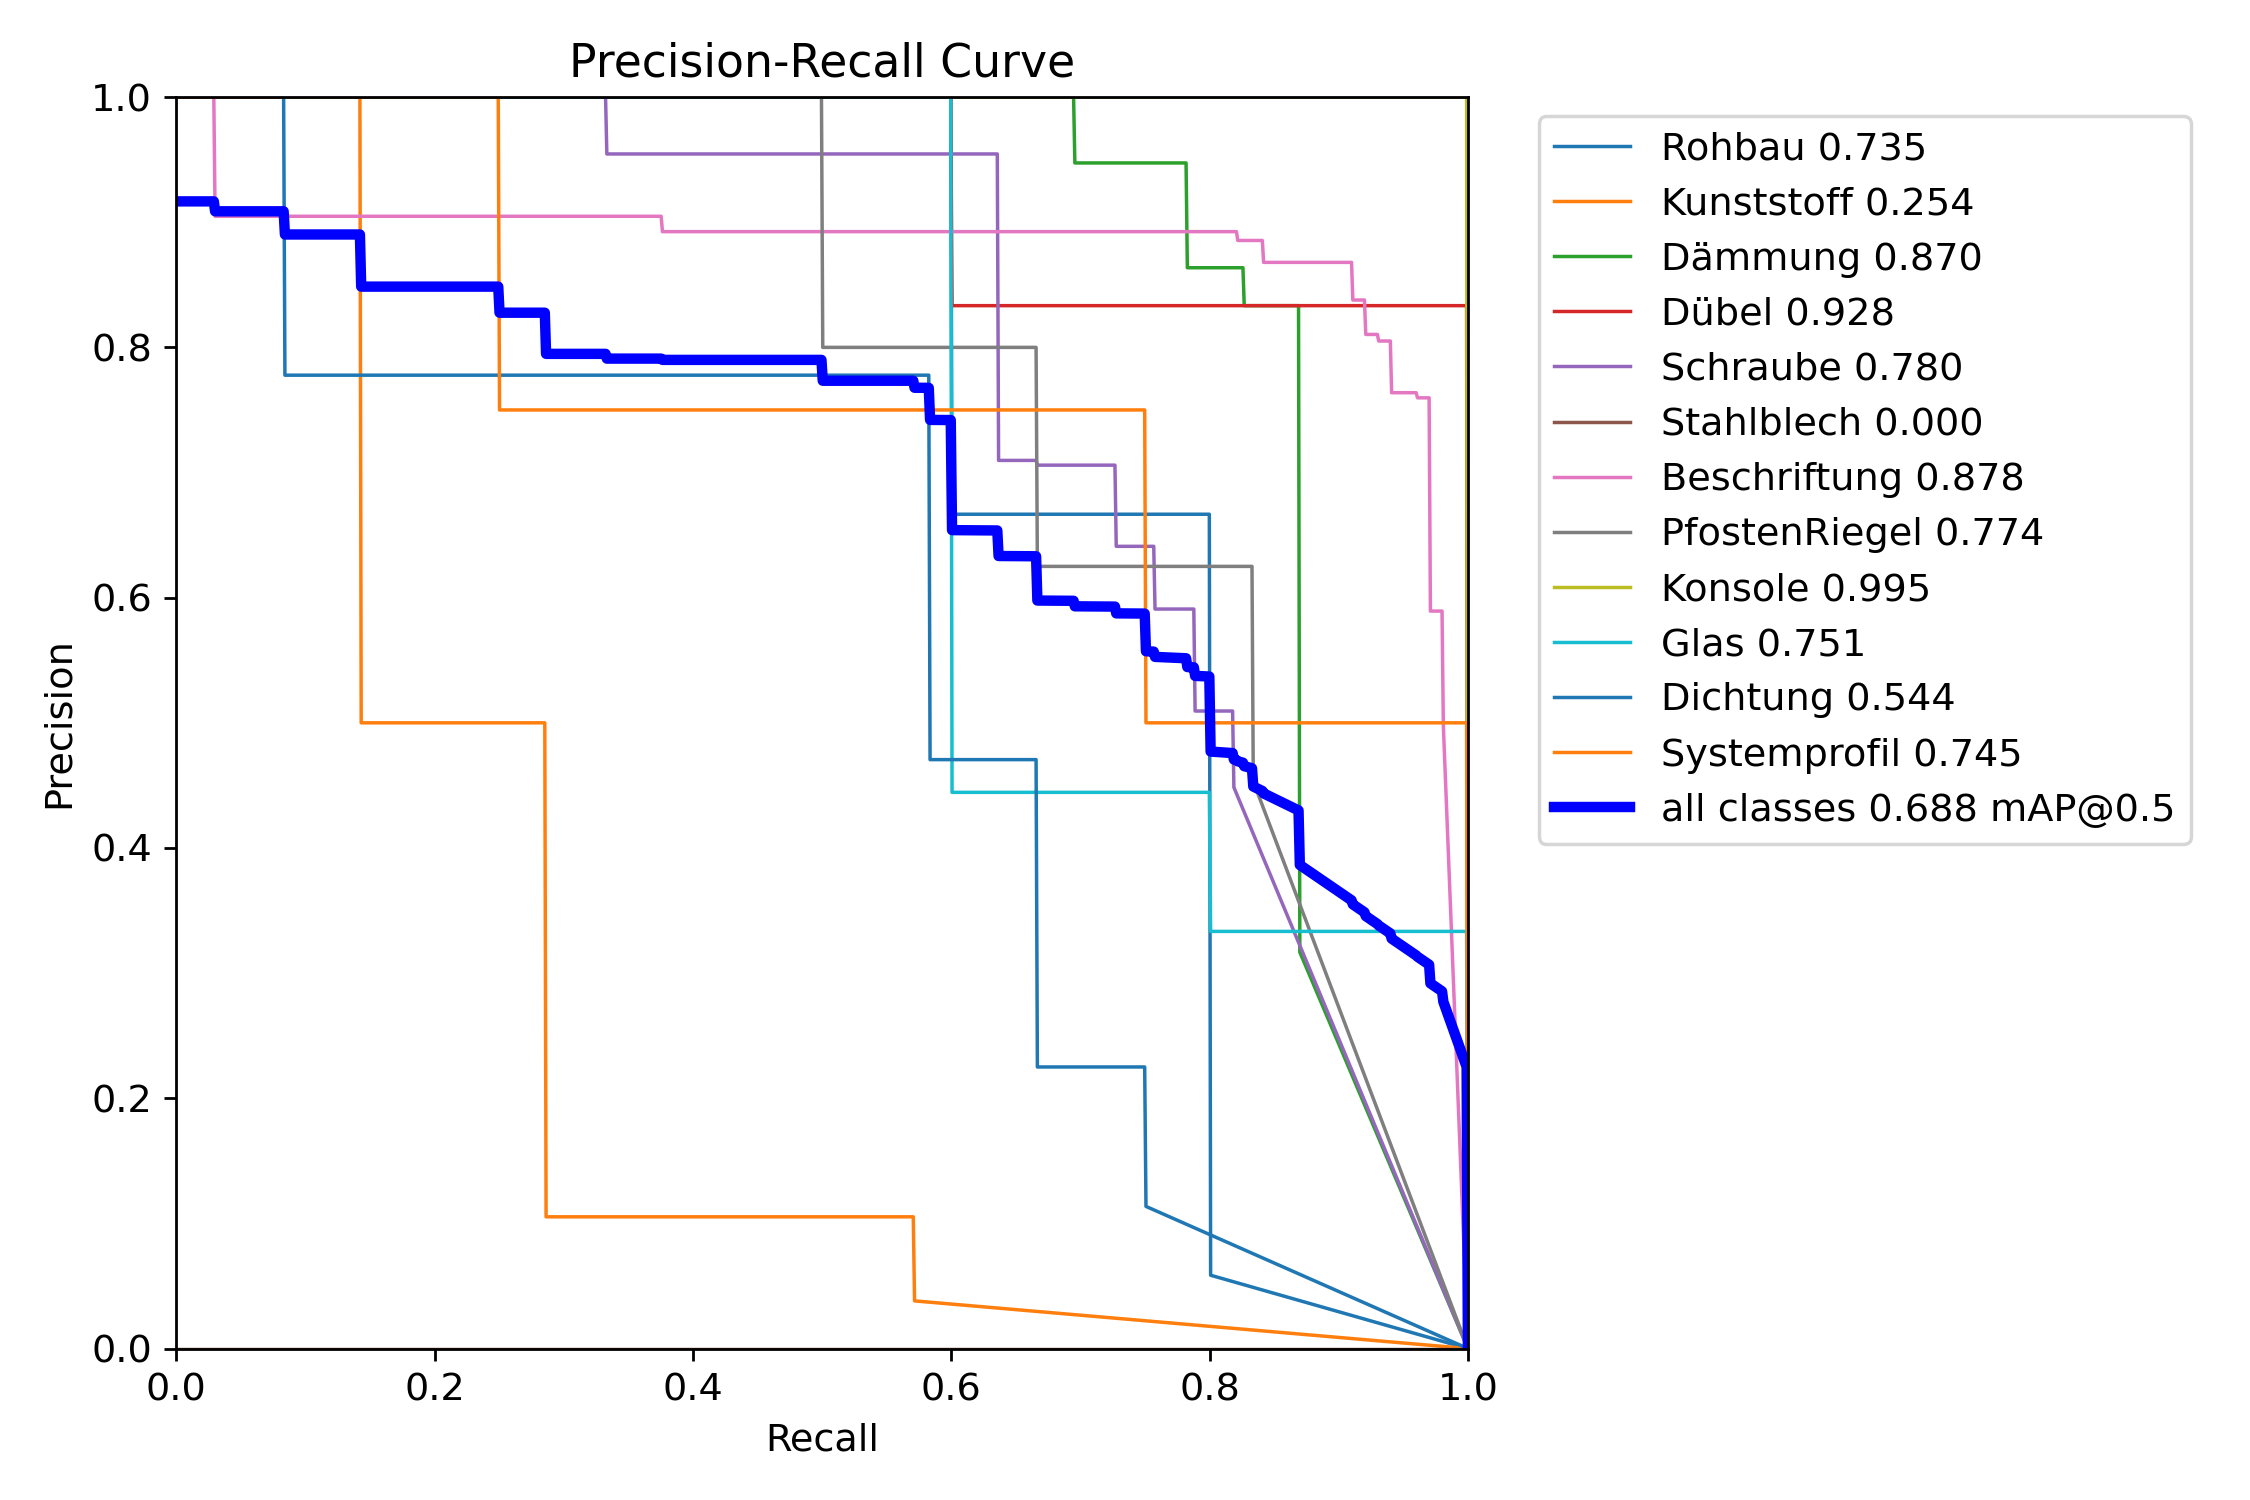 Precision-Recall Curve
1.0
0.8
0.6
0.4
0.2
0.0
Precision
0.0 0.2 0.4 0.6 0.8 1.0
Recall
Rohbau 0.735
Kunststoff 0.254
Dämmung 0.870
Dübel 0.928
Schraube 0.780
Stahlblech 0.000
Beschriftung 0.878
PfostenRiegel 0.774
Konsole 0.995
Glas 0.751
Dichtung 0.544
Systemprofil 0.745
all classes 0.688 mAP@0.5